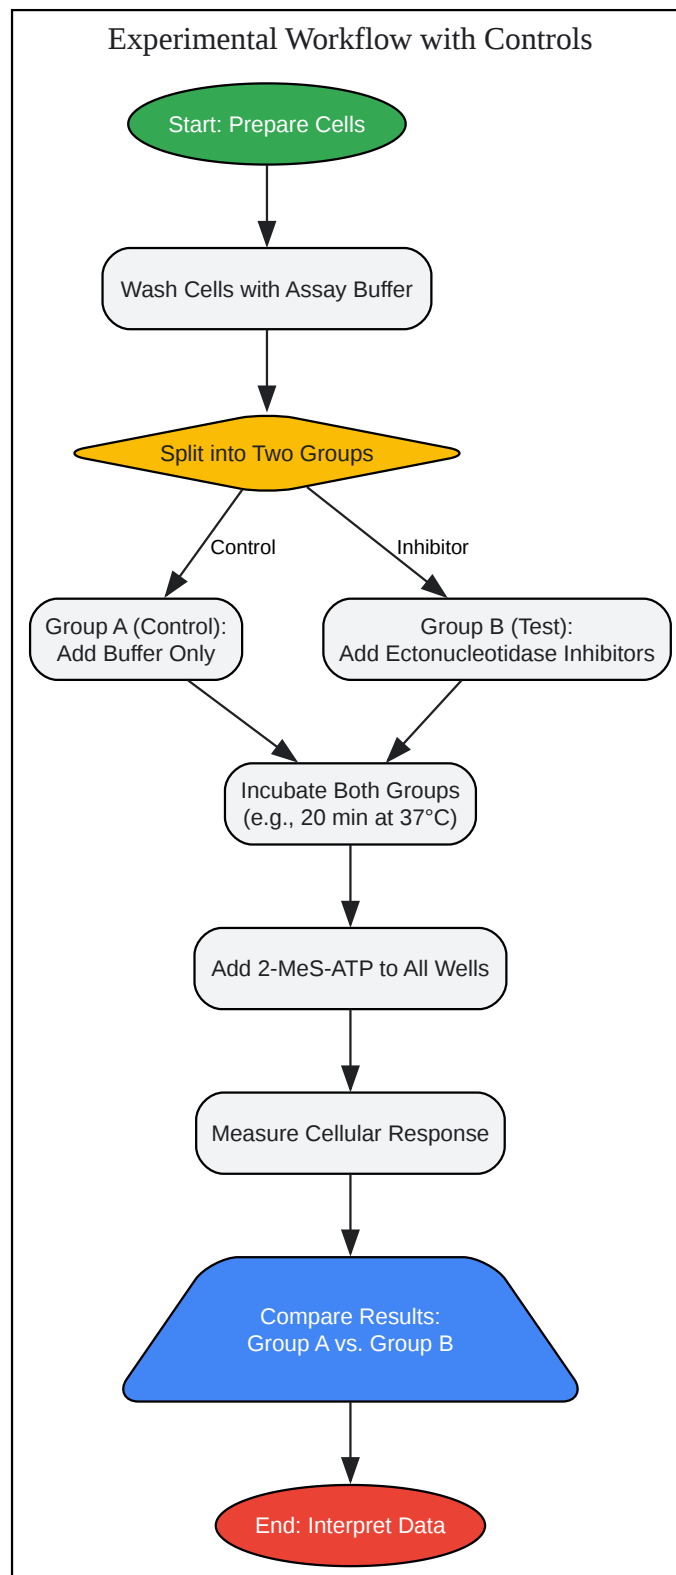 Experimental Workflow with Controls
Start: Prepare Cells
Wash Cells with Assay Buffer
Split into Two Groups
Control
Inhibitor
Group A (Control):
Add Buffer Only
Group B (Test):
Add Ectonucleotidase Inhibitors
Incubate Both Groups
(e.g., 20 min at 37°C)
Add 2-MeS-ATP to All Wells
Measure Cellular Response
Compare Results:
Group A vs. Group B
End: Interpret Data